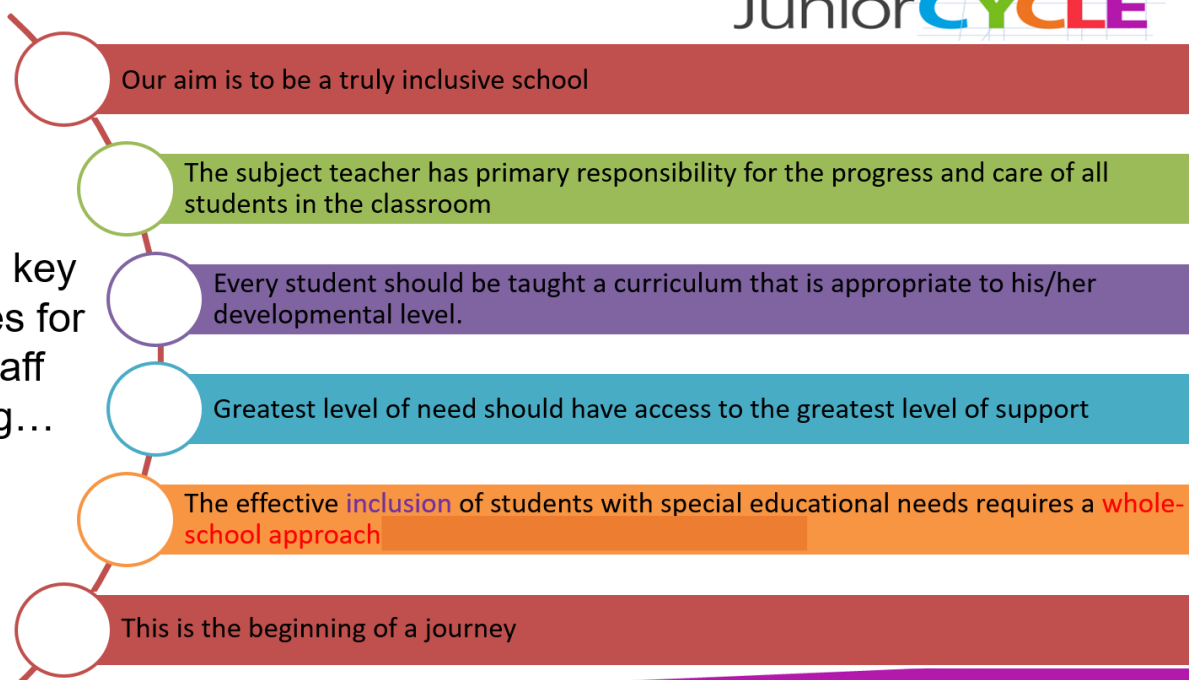 JuniorCYCLE
Our aim is to be a truly inclusive school
The subject teacher has primary responsibility for the progress and care of all
students in the classroom
key
es for
aff
g…
Every student should be taught a curriculum that is appropriate to his/her
developmental level.
Greatest level of need should have access to the greatest level of support
The effective inclusion of students with special educational needs requires a whole-
school approach
This is the beginning of a journey